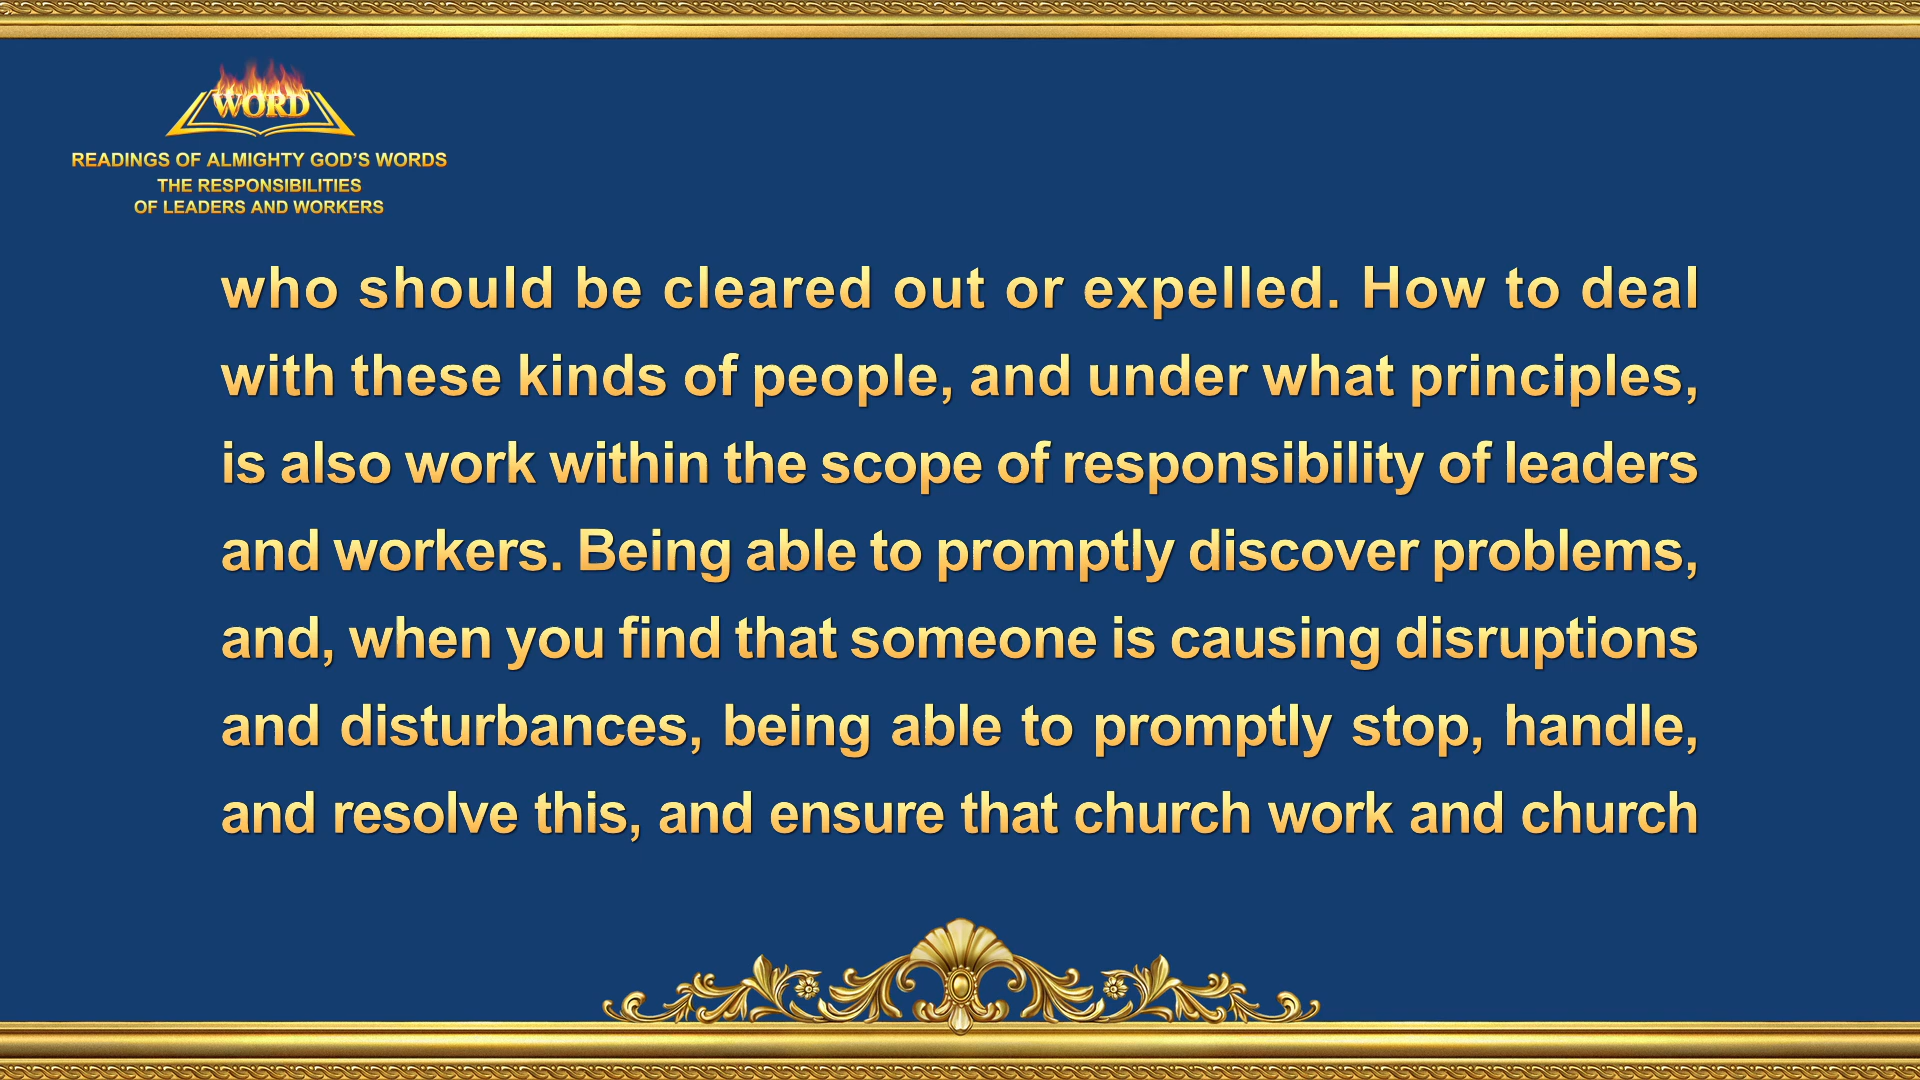 WORD
READINGS OF ALMIGHTY GOD'S WORDS
THE RESPONSIBILITIES
OF LEADERS AND WORKERS
who should be cleared out or expelled. How to deal
with these kinds of people, and under what principles,
is also work within the scope of responsibility of leaders
and workers. Being able to promptly discover problems,
and, when you find that someone is causing disruptions
and disturbances, being able to promptly stop, handle,
and resolve this, and ensure that church work and church